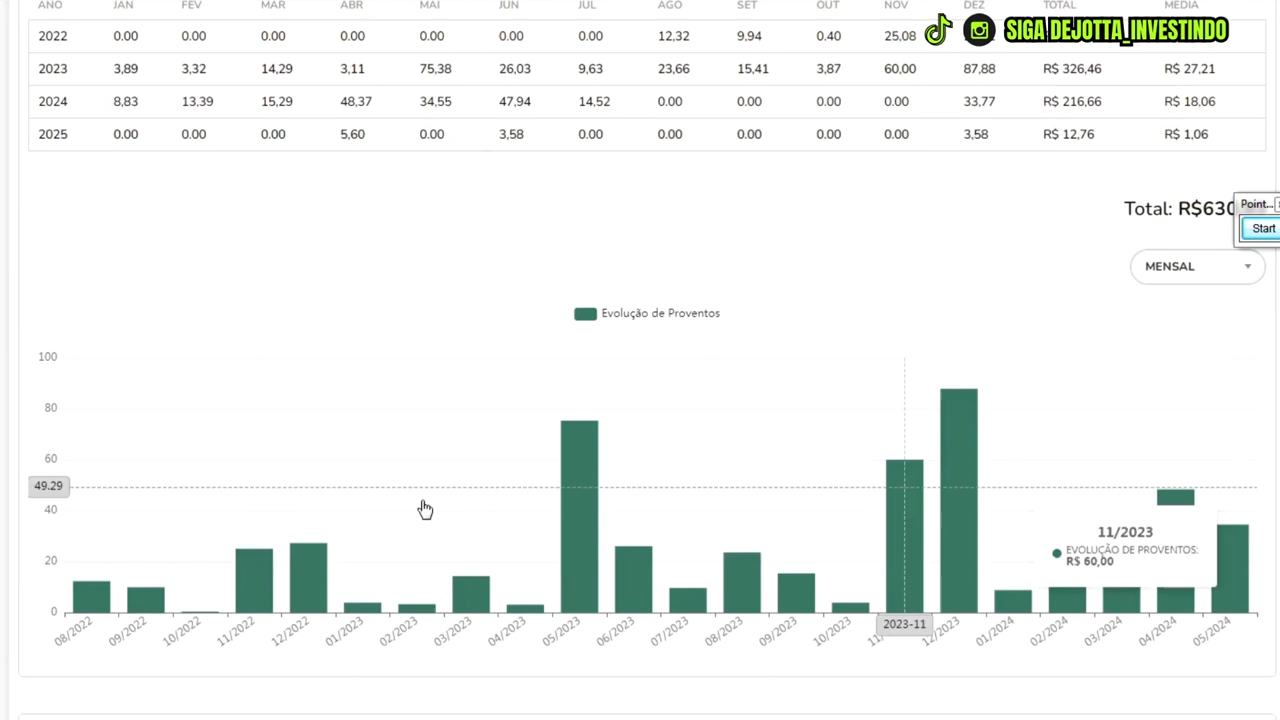 ANO JAN FEV MAR ABR MAI JUN JUL AGO SET OUT NOV DEZ TOTAL MÉDIA
SIGA DEJOTTA_INVESTINDO
2022 0.00 0.00 0.00 0.00 0.00 0.00 0.00 12,32 9,94 0.40 25,08
2023 3,89 3,32 14,29 3,11 75,38 26,03 9,63 23,66 15,41 3,87 60,00 87,88 R$ 326,46 R$ 27,21
2024 8,83 13,39 15,29 48,37 34,55 47,94 14,52 0.00 0.00 0.00 0.00 33,77 R$ 216,66 R$ 18,06
2025 0.00 0.00 0.00 5,60 0.00 3,58 0.00 0.00 0.00 0.00 0.00 3,58 R$ 12,76 R$ 1,06
Total: R$630
Point...
Start
MENSAL
Evolução de Proventos
100
80
60
49.29
40
20
0
11/2023
EVOLUÇÃO DE PROVENTOS:
R$ 60,00
08/2022 09/2022 10/2022 11/2022 12/2022 01/2023 02/2023 03/2023 04/2023 05/2023 06/2023 07/2023 08/2023 09/2023 10/2023 11/ 2023-11 12/2023 01/2024 02/2024 03/2024 04/2024 05/2024